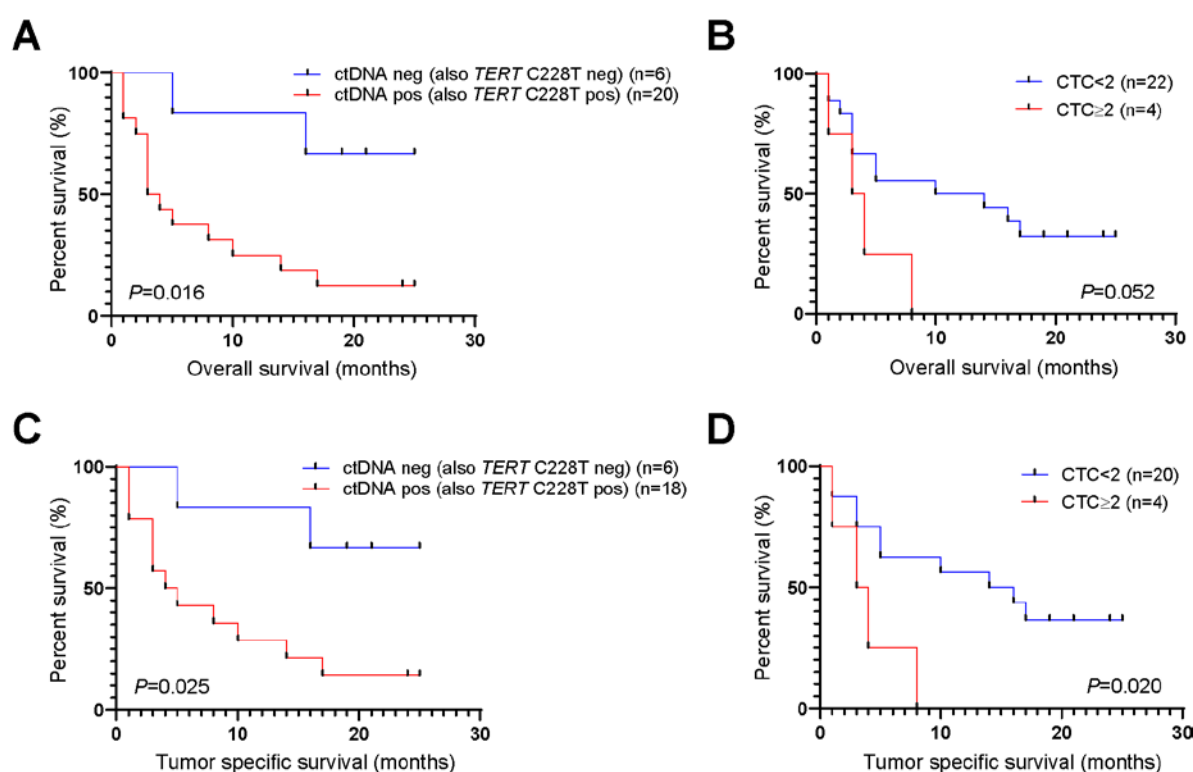 A
100
50
0
Percent survival (%)
ctDNA neg (also TERT C228T neg) (n=6)
ctDNA pos (also TERT C228T pos) (n=20)
P=0.016
0 10 20 30
Overall survival (months)
B
100
50
0
Percent survival (%)
CTC<2 (n=22)
CTC≥2 (n=4)
P=0.052
0 10 20 30
Overall survival (months)
C
100
50
0
Percent survival (%)
ctDNA neg (also TERT C228T neg) (n=6)
ctDNA pos (also TERT C228T pos) (n=18)
P=0.025
0 10 20 30
Tumor specific survival (months)
D
100
50
0
Percent survival (%)
CTC<2 (n=20)
CTC≥2 (n=4)
P=0.020
0 10 20 30
Tumor specific survival (months)